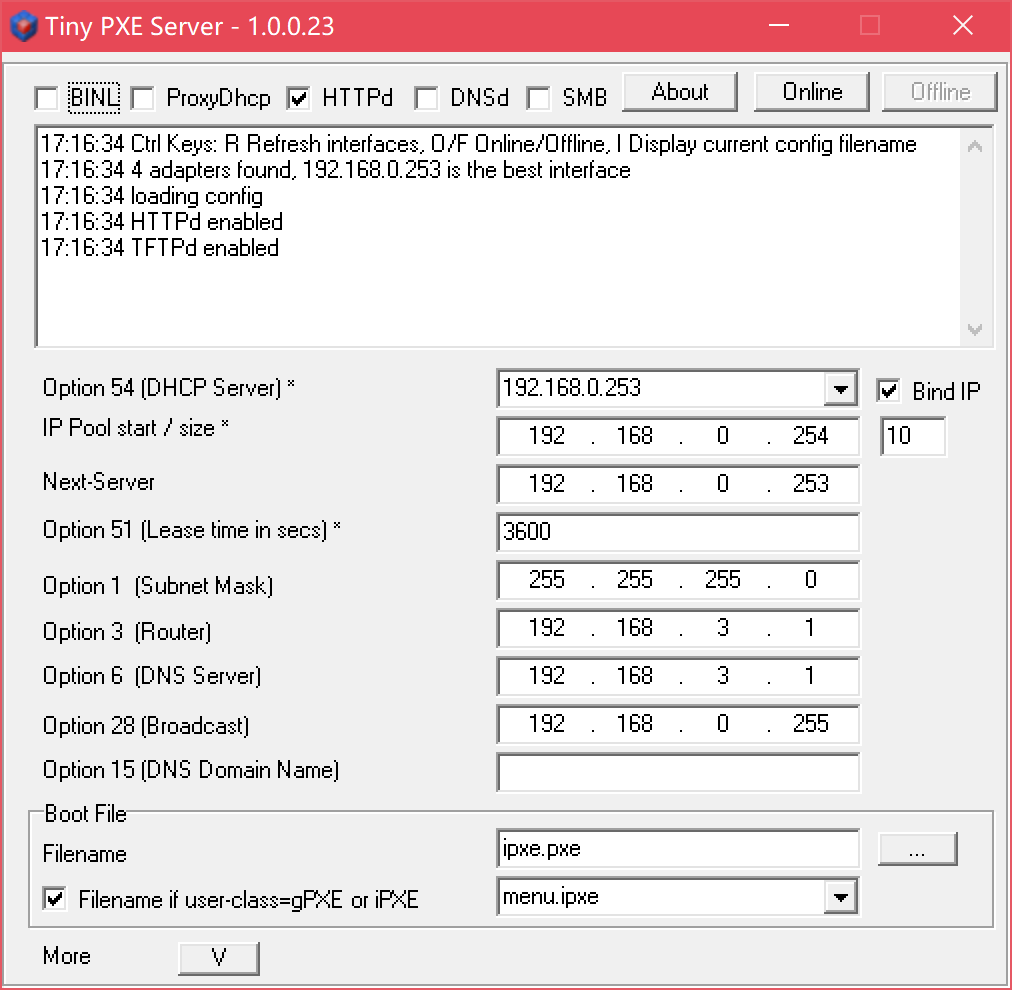 Tiny PXE Server - 1.0.0.23
BINL ProxyDhcp HTTPd DNSd SMB About Online Offline
17:16:34 Ctrl Keys: R Refresh interfaces, O/F Online/Offline, I Display current config filename
17:16:34 4 adapters found, 192.168.0.253 is the best interface
17:16:34 loading config
17:16:34 HTTPd enabled
17:16:34 TFTPd enabled
Option 54 (DHCP Server) * 192.168.0.253 Bind IP
IP Pool start / size * 192 . 168 . 0 . 254 10
Next-Server 192 . 168 . 0 . 253
Option 51 (Lease time in secs) * 3600
Option 1 (Subnet Mask) 255 . 255 . 255 . 0
Option 3 (Router) 192 . 168 . 3 . 1
Option 6 (DNS Server) 192 . 168 . 3 . 1
Option 28 (Broadcast) 192 . 168 . 0 . 255
Option 15 (DNS Domain Name)
Boot File
Filename ipxe.pxe ...
Filename if user-class=gPXE or iPXE menu.ipxe
More V